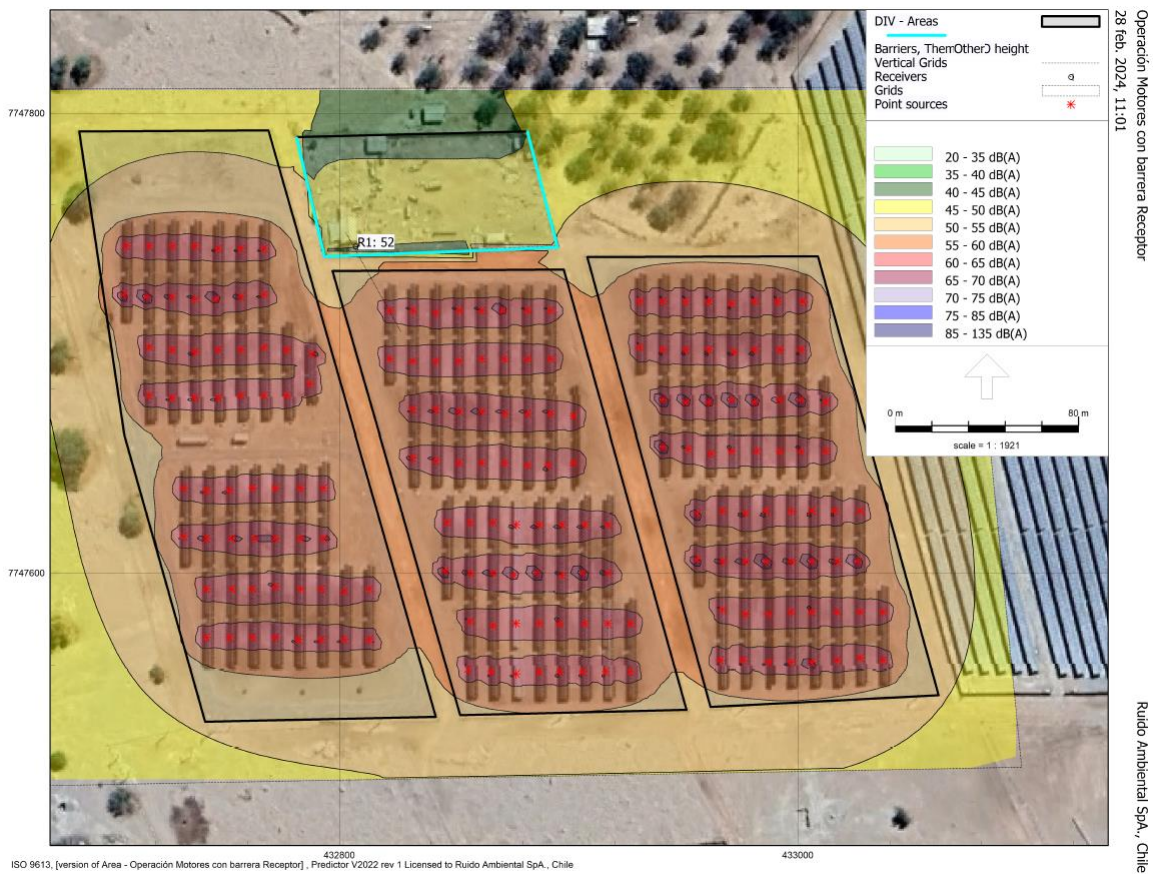 DIV - Areas
Barriers, ThemOtherƆ height
Vertical Grids
Receivers
Grids
Point sources
20 - 35 dB(A)
35 - 40 dB(A)
40 - 45 dB(A)
45 - 50 dB(A)
50 - 55 dB(A)
55 - 60 dB(A)
60 - 65 dB(A)
65 - 70 dB(A)
70 - 75 dB(A)
75 - 85 dB(A)
85 - 135 dB(A)
0 m 80 m
scale = 1 : 1921
Operación Motores con barrera Receptor
28 feb. 2024, 11:01
Ruido Ambiental SpA., Chile
7747800
R1: 52
7747600
432800 433000
ISO 9613, [version of Area - Operación Motores con barrera Receptor] , Predictor V2022 rev 1 Licensed to Ruido Ambiental SpA., Chile